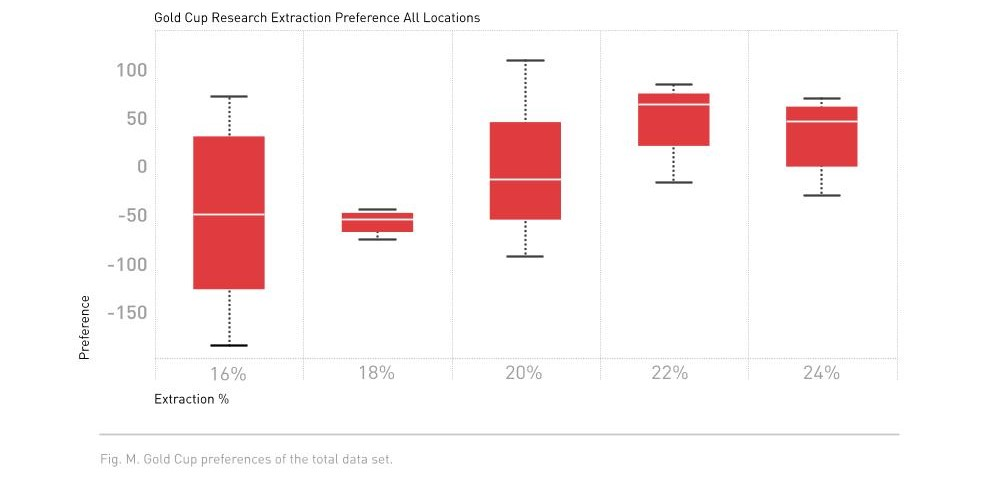 Gold Cup Research Extraction Preference All Locations
100
50
0
-50
-100
-150
Preference
16% 18% 20% 22% 24%
Extraction %
Fig. M. Gold Cup preferences of the total data set.